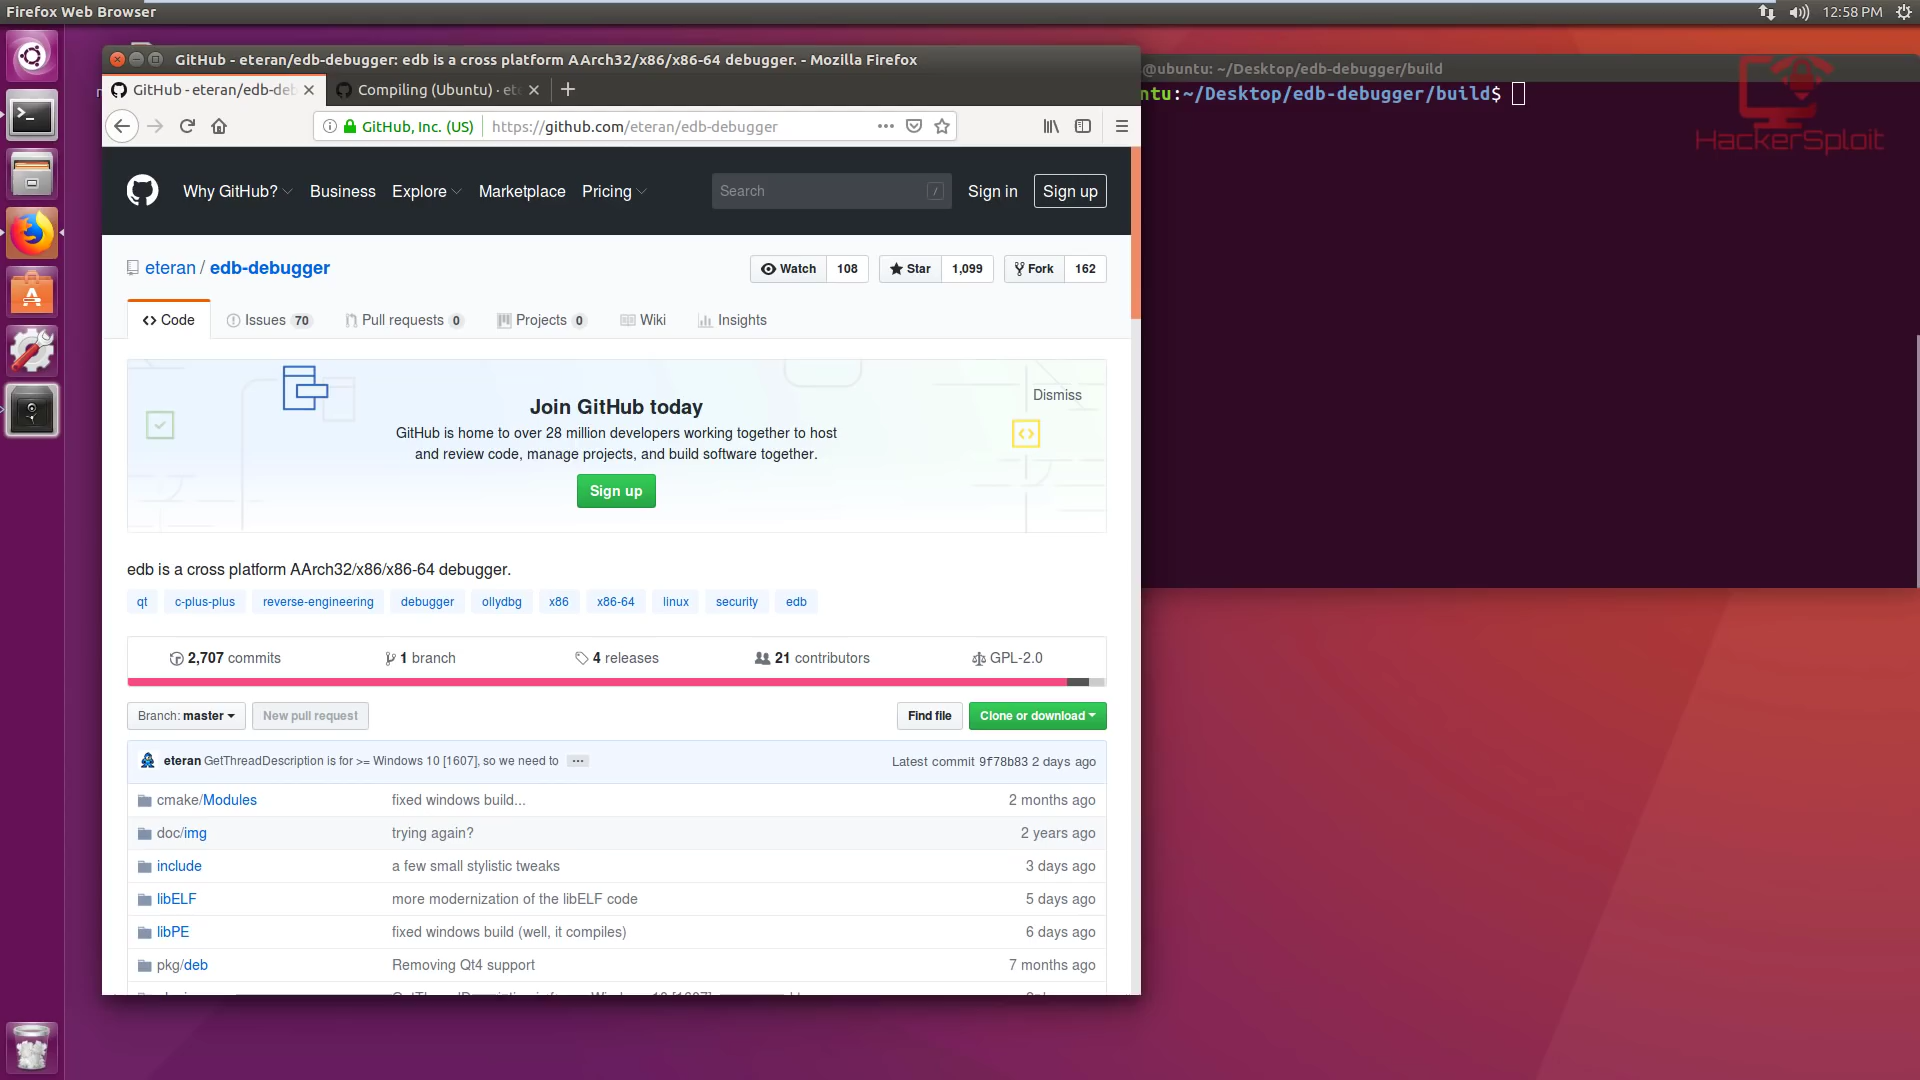 Firefox Web Browser
12:58 PM
GitHub - eteran/edb-debugger: edb is a cross platform AArch32/x86/x86-64 debugger. - Mozilla Firefox
@ubuntu: ~/Desktop/edb-debugger/build
GitHub - eteran/edb-deb
Compiling (Ubuntu) · ete
ntu:~/Desktop/edb-debugger/build$
HackerSploit
GitHub, Inc. (US)
https://github.com/eteran/edb-debugger
Why GitHub?
Business
Explore
Marketplace
Pricing
Search
/
Sign in
Sign up
eteran / edb-debugger
Watch 108
Star 1,099
Fork 162
Code
Issues 70
Pull requests 0
Projects 0
Wiki
Insights
Dismiss
Join GitHub today
GitHub is home to over 28 million developers working together to host
and review code, manage projects, and build software together.
Sign up
edb is a cross platform AArch32/x86/x86-64 debugger.
qt c-plus-plus reverse-engineering debugger ollydbg x86 x86-64 linux security edb
2,707 commits
1 branch
4 releases
21 contributors
GPL-2.0
Branch: master
New pull request
Find file
Clone or download
eteran GetThreadDescription is for >= Windows 10 [1607], so we need to ...
Latest commit 9f78b83 2 days ago
cmake/Modules fixed windows build... 2 months ago
doc/img trying again? 2 years ago
include a few small stylistic tweaks 3 days ago
libELF more modernization of the libELF code 5 days ago
libPE fixed windows build (well, it compiles) 6 days ago
pkg/deb Removing Qt4 support 7 months ago